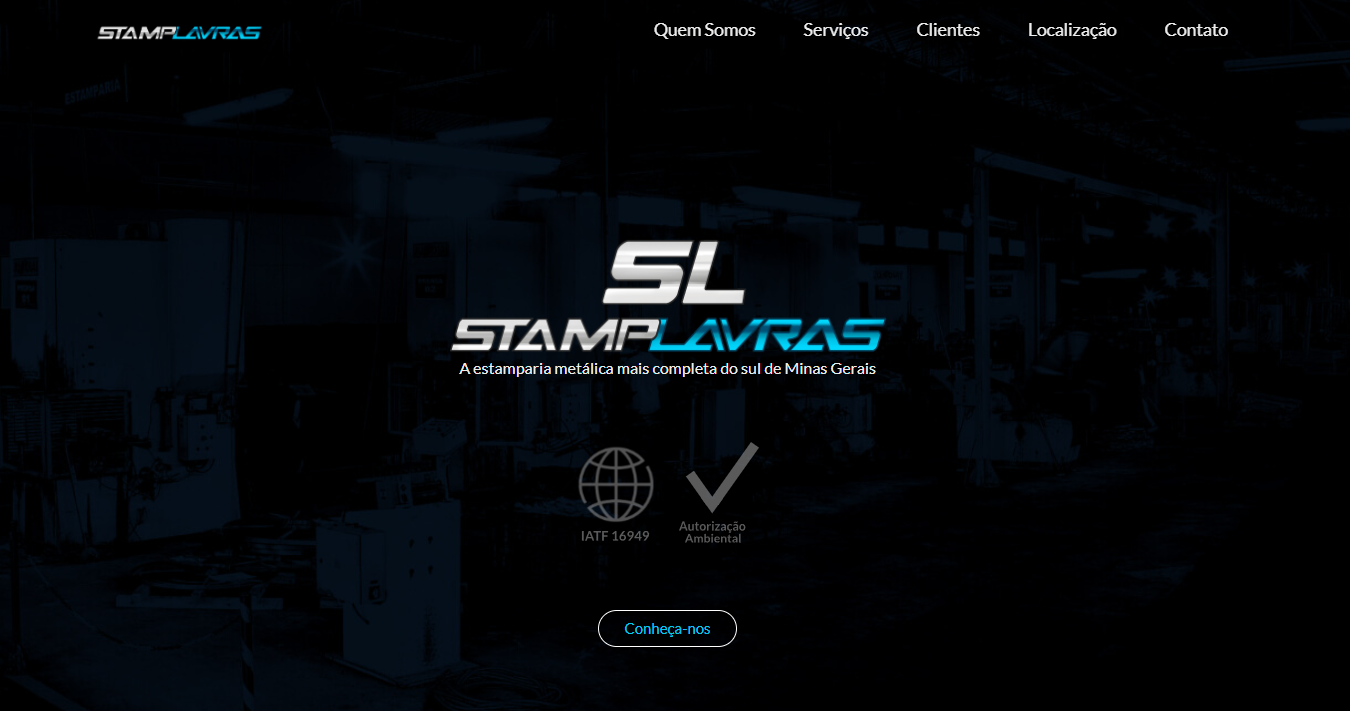 STAMPLAVRAS
Quem Somos
Serviços
Clientes
Localização
Contato
ESTAMPARIA
SL
STAMPLAVRAS
A estamparia metálica mais completa do sul de Minas Gerais
IATF 16949
Autorização
Ambiental
Conheça-nos